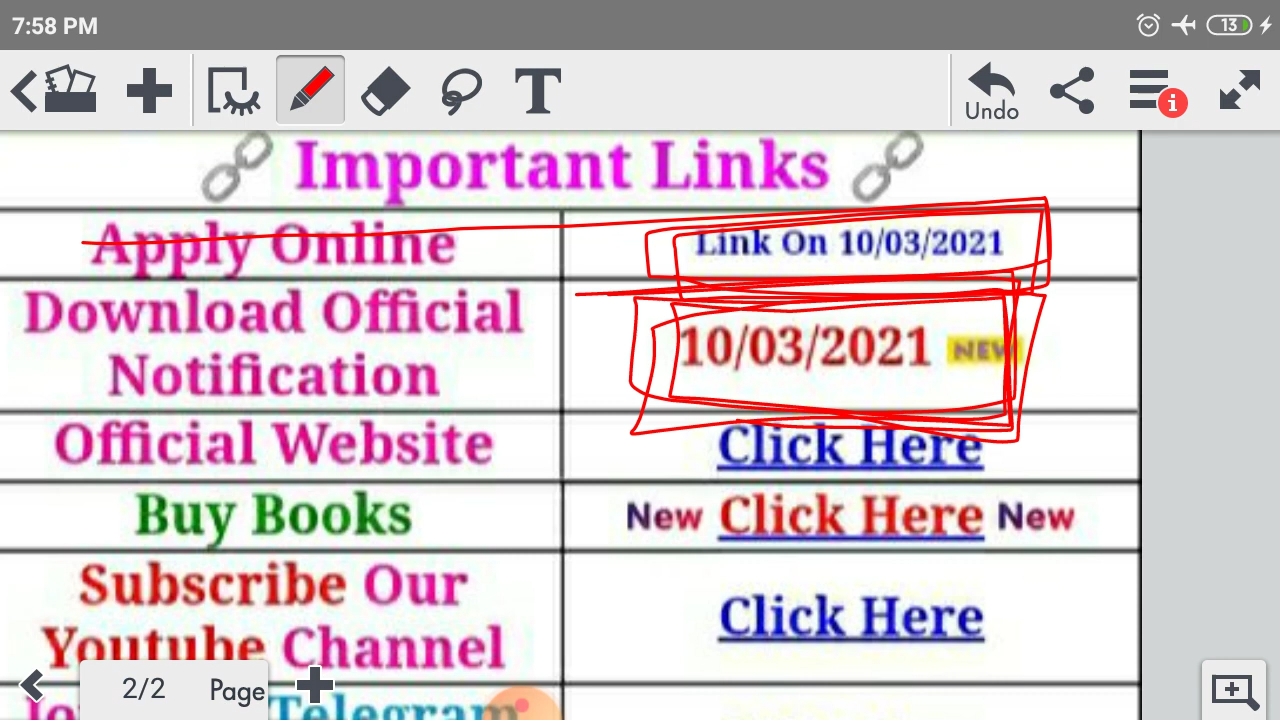 7:58 PM
13
T
Undo
Important Links
Apply Online
Link On 10/03/2021
Download Official
Notification
10/03/2021 NEW
Official Website
Click Here
Buy Books
New Click Here New
Subscribe Our
Youtube Channel
Click Here
2/2 Page
Telegram